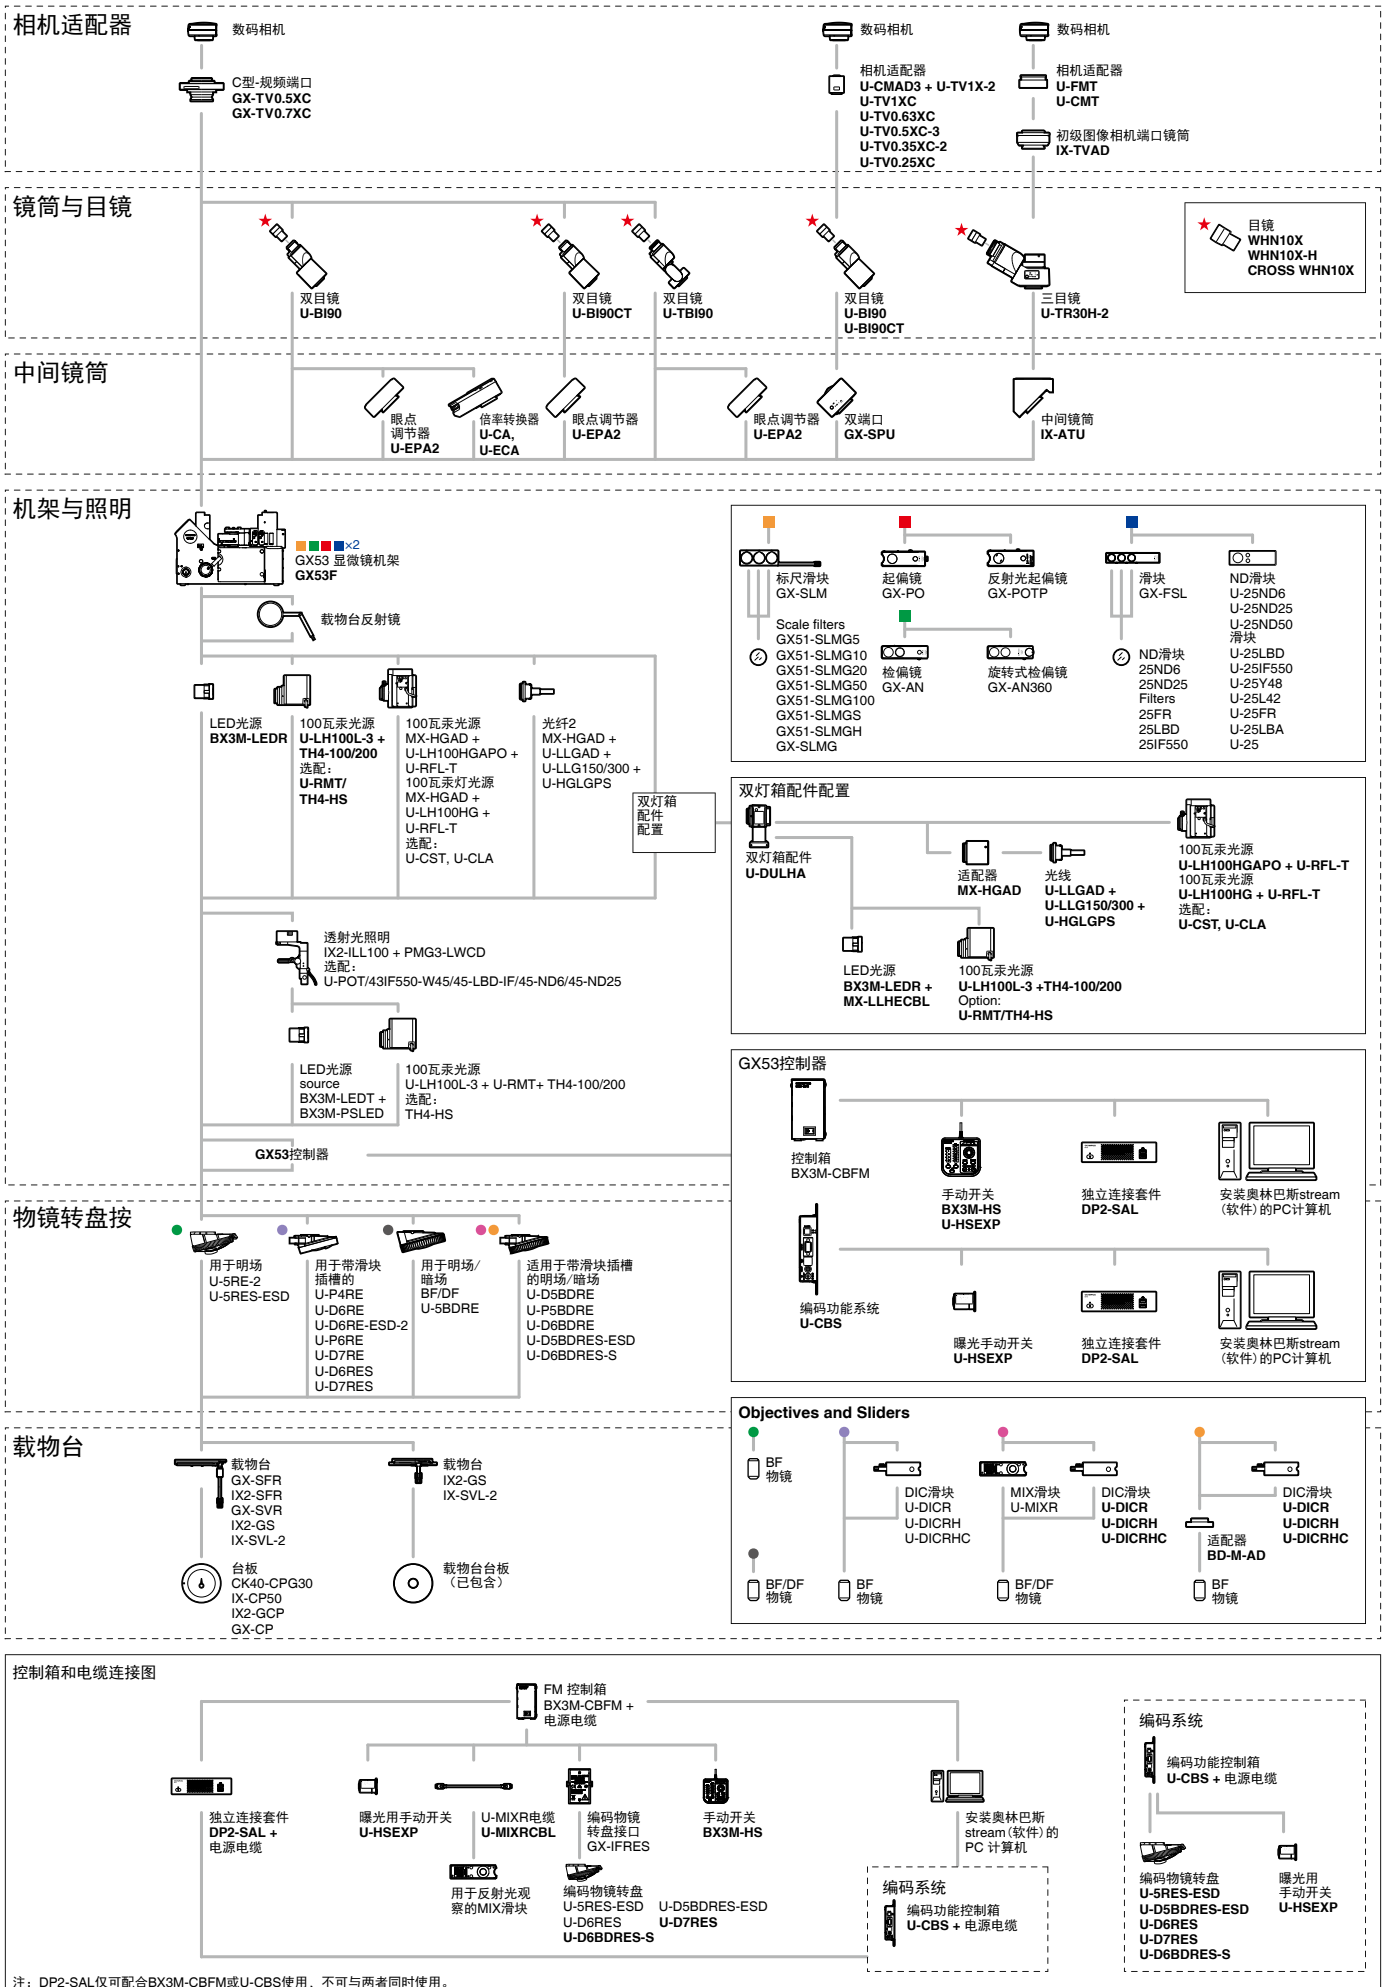 相机适配器
数码相机
C型-规频端口
GX-TV0.5XC
GX-TV0.7XC
数码相机
相机适配器
U-CMAD3 + U-TV1X-2
U-TV1XC
U-TV0.63XC
U-TV0.5XC-3
U-TV0.35XC-2
U-TV0.25XC
数码相机
相机适配器
U-FMT
U-CMT
初级图像相机端口镜筒
IX-TVAD
镜筒与目镜
双目镜
U-BI90
双目镜
U-BI90CT
双目镜
U-TBI90
双目镜
U-BI90
U-BI90CT
三目镜
U-TR30H-2
目镜
WHN10X
WHN10X-H
CROSS WHN10X
中间镜筒
眼点
调节器
U-EPA2
倍率转换器
U-CA,
U-ECA
眼点调节器
U-EPA2
眼点调节器
U-EPA2
双端口
GX-SPU
中间镜筒
IX-ATU
机架与照明
×2
GX53 显微镜机架
GX53F
载物台反射镜
LED光源
BX3M-LEDR
100瓦汞光源
U-LH100L-3 +
TH4-100/200
选配：
U-RMT/
TH4-HS
100瓦汞光源
MX-HGAD +
U-LH100HGAPO +
U-RFL-T
100瓦汞灯光源
MX-HGAD +
U-LH100HG +
U-RFL-T
选配：
U-CST, U-CLA
光纤2
MX-HGAD +
U-LLGAD +
U-LLG150/300 +
U-HGLGPS
双灯箱
配件
配置
透射光照明
IX2-ILL100 + PMG3-LWCD
选配：
U-POT/43IF550-W45/45-LBD-IF/45-ND6/45-ND25
LED光源
source
BX3M-LEDT +
BX3M-PSLED
100瓦汞光源
U-LH100L-3 + U-RMT+ TH4-100/200
选配：
TH4-HS
GX53控制器
标尺滑块
GX-SLM
Scale filters
GX51-SLMG5
GX51-SLMG10
GX51-SLMG20
GX51-SLMG50
GX51-SLMG100
GX51-SLMGS
GX51-SLMGH
GX-SLMG
起偏镜
GX-PO
反射光起偏镜
GX-POTP
检偏镜
GX-AN
旋转式检偏镜
GX-AN360
滑块
GX-FSL
ND滑块
25ND6
25ND25
Filters
25FR
25LBD
25IF550
ND滑块
U-25ND6
U-25ND25
U-25ND50
滑块
U-25LBD
U-25IF550
U-25Y48
U-25L42
U-25FR
U-25LBA
U-25
双灯箱配件配置
双灯箱配件
U-DULHA
适配器
MX-HGAD
光线
U-LLGAD +
U-LLG150/300 +
U-HGLGPS
100瓦汞光源
U-LH100HGAPO + U-RFL-T
100瓦汞光源
U-LH100HG + U-RFL-T
选配：
U-CST, U-CLA
LED光源
BX3M-LEDR +
MX-LLHECBL
100瓦汞光源
U-LH100L-3 +TH4-100/200
Option:
U-RMT/TH4-HS
GX53控制器
控制箱
BX3M-CBFM
手动开关
BX3M-HS
U-HSEXP
独立连接套件
DP2-SAL
安装奥林巴斯stream
（软件）的PC计算机
编码功能系统
U-CBS
曝光手动开关
U-HSEXP
独立连接套件
DP2-SAL
安装奥林巴斯stream
（软件）的PC计算机
物镜转盘按
用于明场
U-5RE-2
U-5RES-ESD
用于带滑块
插槽的
U-P4RE
U-D6RE
U-D6RE-ESD-2
U-P6RE
U-D7RE
U-D6RES
U-D7RES
用于明场/
暗场
BF/DF
U-5BDRE
适用于带滑块插槽
的明场/暗场
U-D5BDRE
U-P5BDRE
U-D6BDRE
U-D5BDRES-ESD
U-D6BDRES-S
载物台
载物台
GX-SFR
IX2-SFR
GX-SVR
IX2-GS
IX-SVL-2
载物台
IX2-GS
IX-SVL-2
台板
CK40-CPG30
IX-CP50
IX2-GCP
GX-CP
载物台台板
（已包含）
Objectives and Sliders
BF
物镜
DIC滑块
U-DICR
U-DICRH
U-DICRHC
MIX滑块
U-MIXR
DIC滑块
U-DICR
U-DICRH
U-DICRHC
DIC滑块
U-DICR
U-DICRH
U-DICRHC
适配器
BD-M-AD
BF/DF
物镜
BF
物镜
BF/DF
物镜
BF
物镜
控制箱和电缆连接图
FM 控制箱
BX3M-CBFM +
电源电缆
独立连接套件
DP2-SAL +
电源电缆
曝光用手动开关
U-HSEXP
U-MIXR电缆
U-MIXRCBL
编码物镜
转盘接口
GX-IFRES
手动开关
BX3M-HS
安装奥林巴斯
stream（软件）的
PC 计算机
用于反射光观
察的MIX滑块
编码物镜转盘
U-5RES-ESD
U-D6RES
U-D6BDRES-S
U-D5BDRES-ESD
U-D7RES
编码系统
编码功能控制箱
U-CBS + 电源电缆
编码系统
编码功能控制箱
U-CBS + 电源电缆
编码物镜转盘
U-5RES-ESD
U-D5BDRES-ESD
U-D6RES
U-D7RES
U-D6BDRES-S
曝光用
手动开关
U-HSEXP
注：DP2-SAL仅可配合BX3M-CBFM或U-CBS使用，不可与两者同时使用。